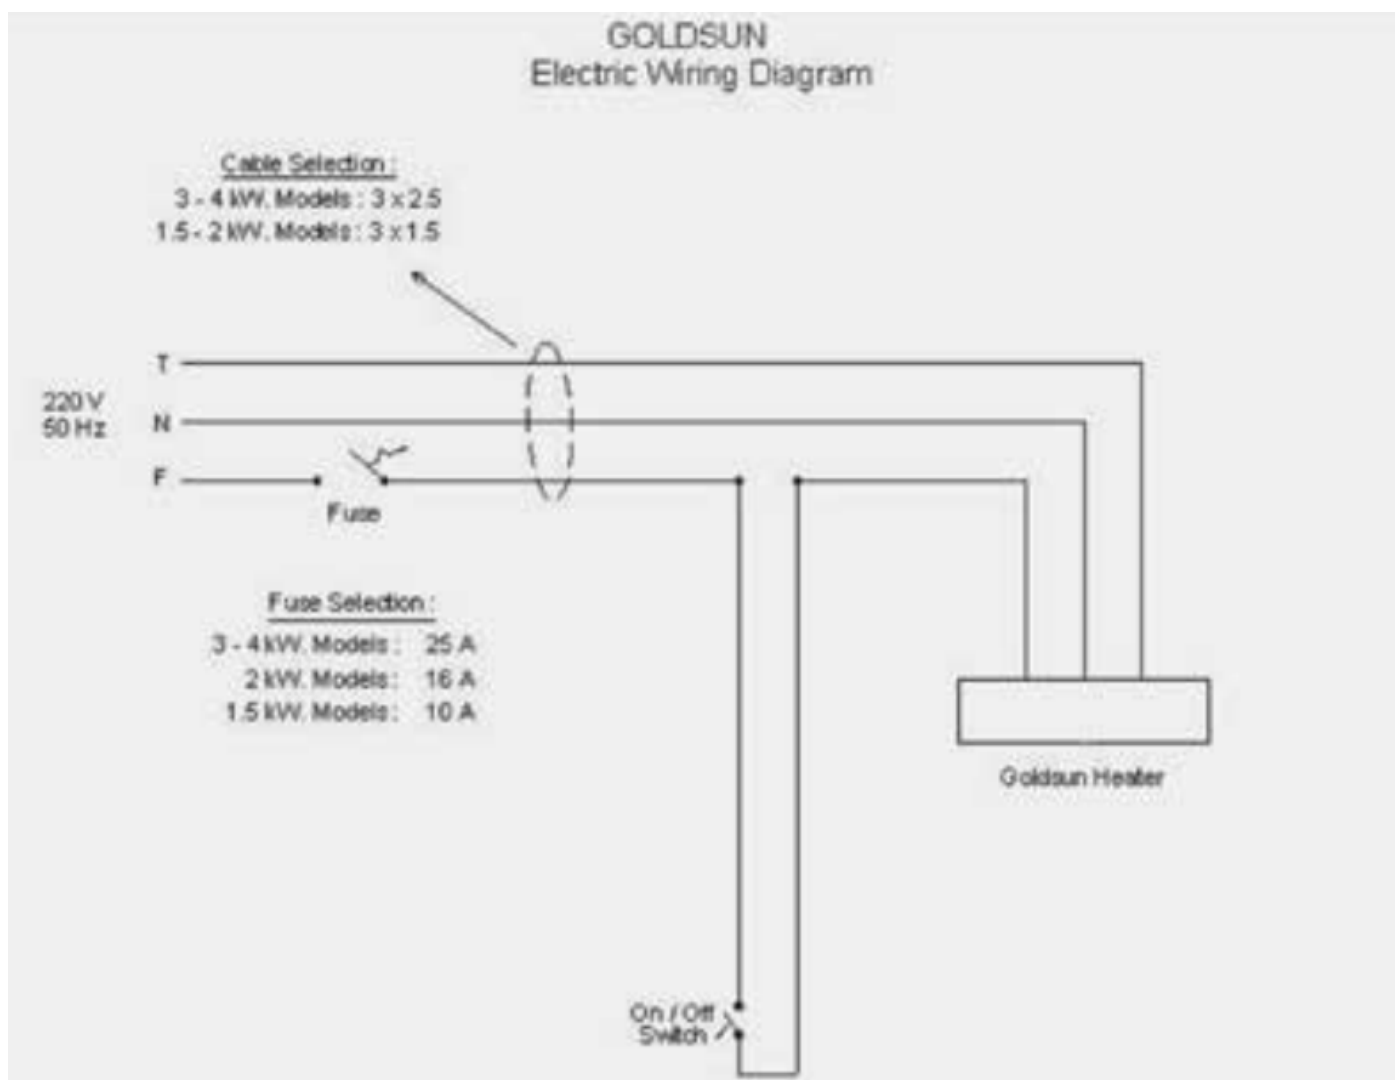 GOLDSUN
Electric Wiring Diagram
Cable Selection :
3 - 4 kW. Models : 3 x 2.5
1.5 - 2 kW. Models : 3 x 1.5
T
220 V
50 Hz
N
F
Fuse
Fuse Selection :
3 - 4 kW. Models : 25 A
2 kW. Models : 16 A
1.5 kW. Models : 10 A
Goldsun Heater
On / Off
Switch